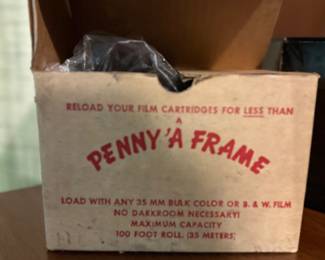 RELOAD YOUR FILM CARTRIDGES FOR LESS THAN
A
PENNY 'A FRAME
LOAD WITH ANY 35 MM BULK COLOR OR B. & W. FILM
NO DARKROOM NECESSARY!
MAXIMUM CAPACITY
100 FOOT ROLL (35 METERS)